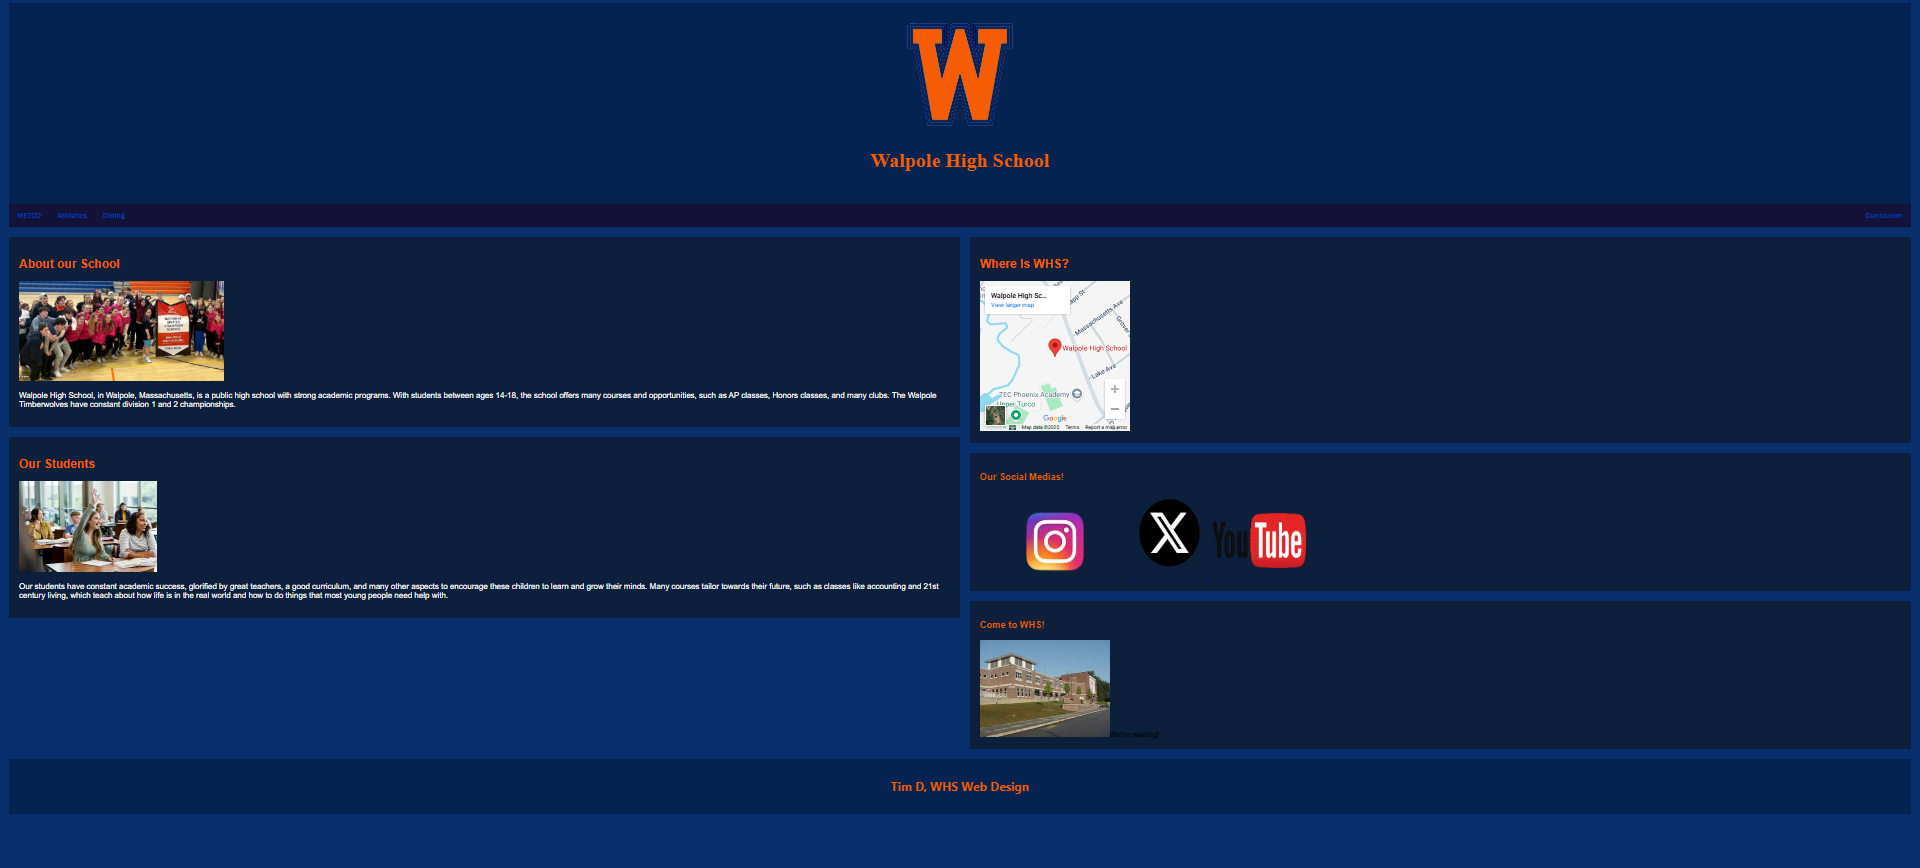 W
Walpole High School
METCO Athletics Dining Curriculum
About our School
Walpole High School, in Walpole, Massachusetts, is a public high school with strong academic programs. With students between ages 14-18, the school offers many courses and opportunities, such as AP classes, Honors classes, and many clubs. The Walpole
Timberwolves have constant division 1 and 2 championships.
Our Students
Our students have constant academic success, glorified by great teachers, a good curriculum, and many other aspects to encourage these children to learn and grow their minds. Many courses tailor towards their future, such as classes like accounting and 21st
century living, which teach about how life is in the real world and how to do things that most young people need help with.
Where Is WHS?
Walpole High Sc...
View larger map
app St
Massachusetts Ave
Grove
Walpole High School
Lake Ave
TEC Phoenix Academy
Upper Turco
Google
Map data ©2025 Terms Report a map error
Our Social Medias!
X
YouTube
Come to WHS!
We're waiting!
Tim D, WHS Web Design